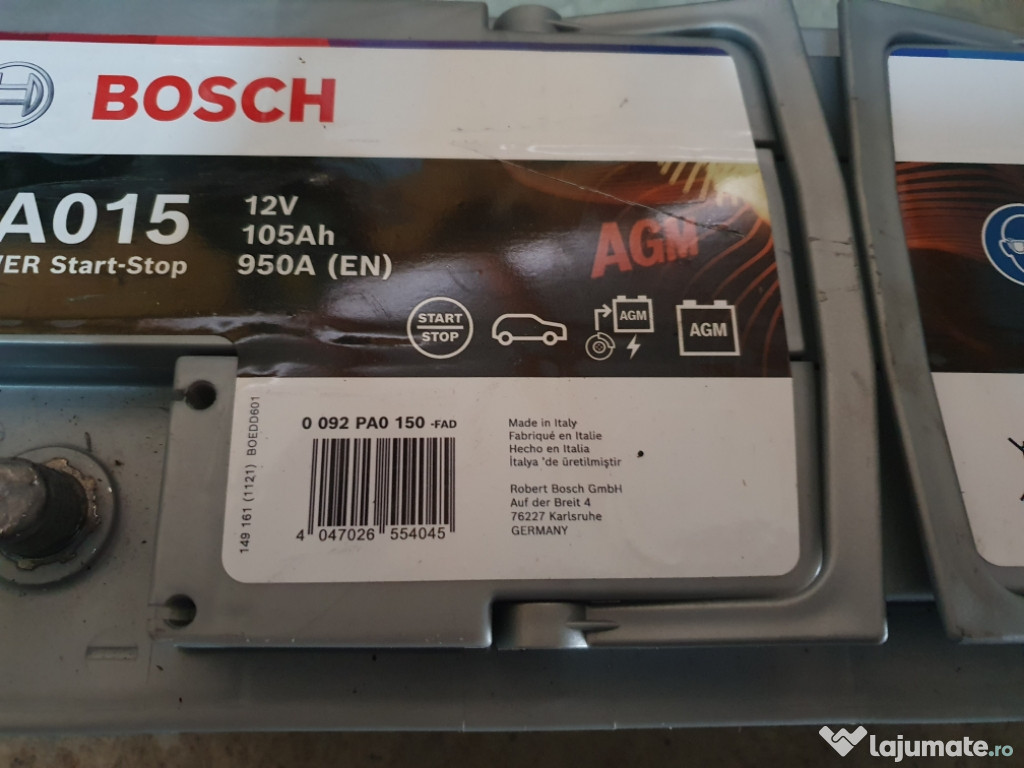 BOSCH
A015
12V
105Ah
VER Start-Stop
950A (EN)
AGM
START
STOP
AGM
AGM
0 092 PA0 150 -FAD
4 047026 554045
149 161 (1121) BOEDD601
Made in Italy
Fabriqué en Italie
Hecho en Italia
İtalya 'de üretilmiştir
Robert Bosch GmbH
Auf der Breit 4
76227 Karlsruhe
GERMANY
lajumate.ro